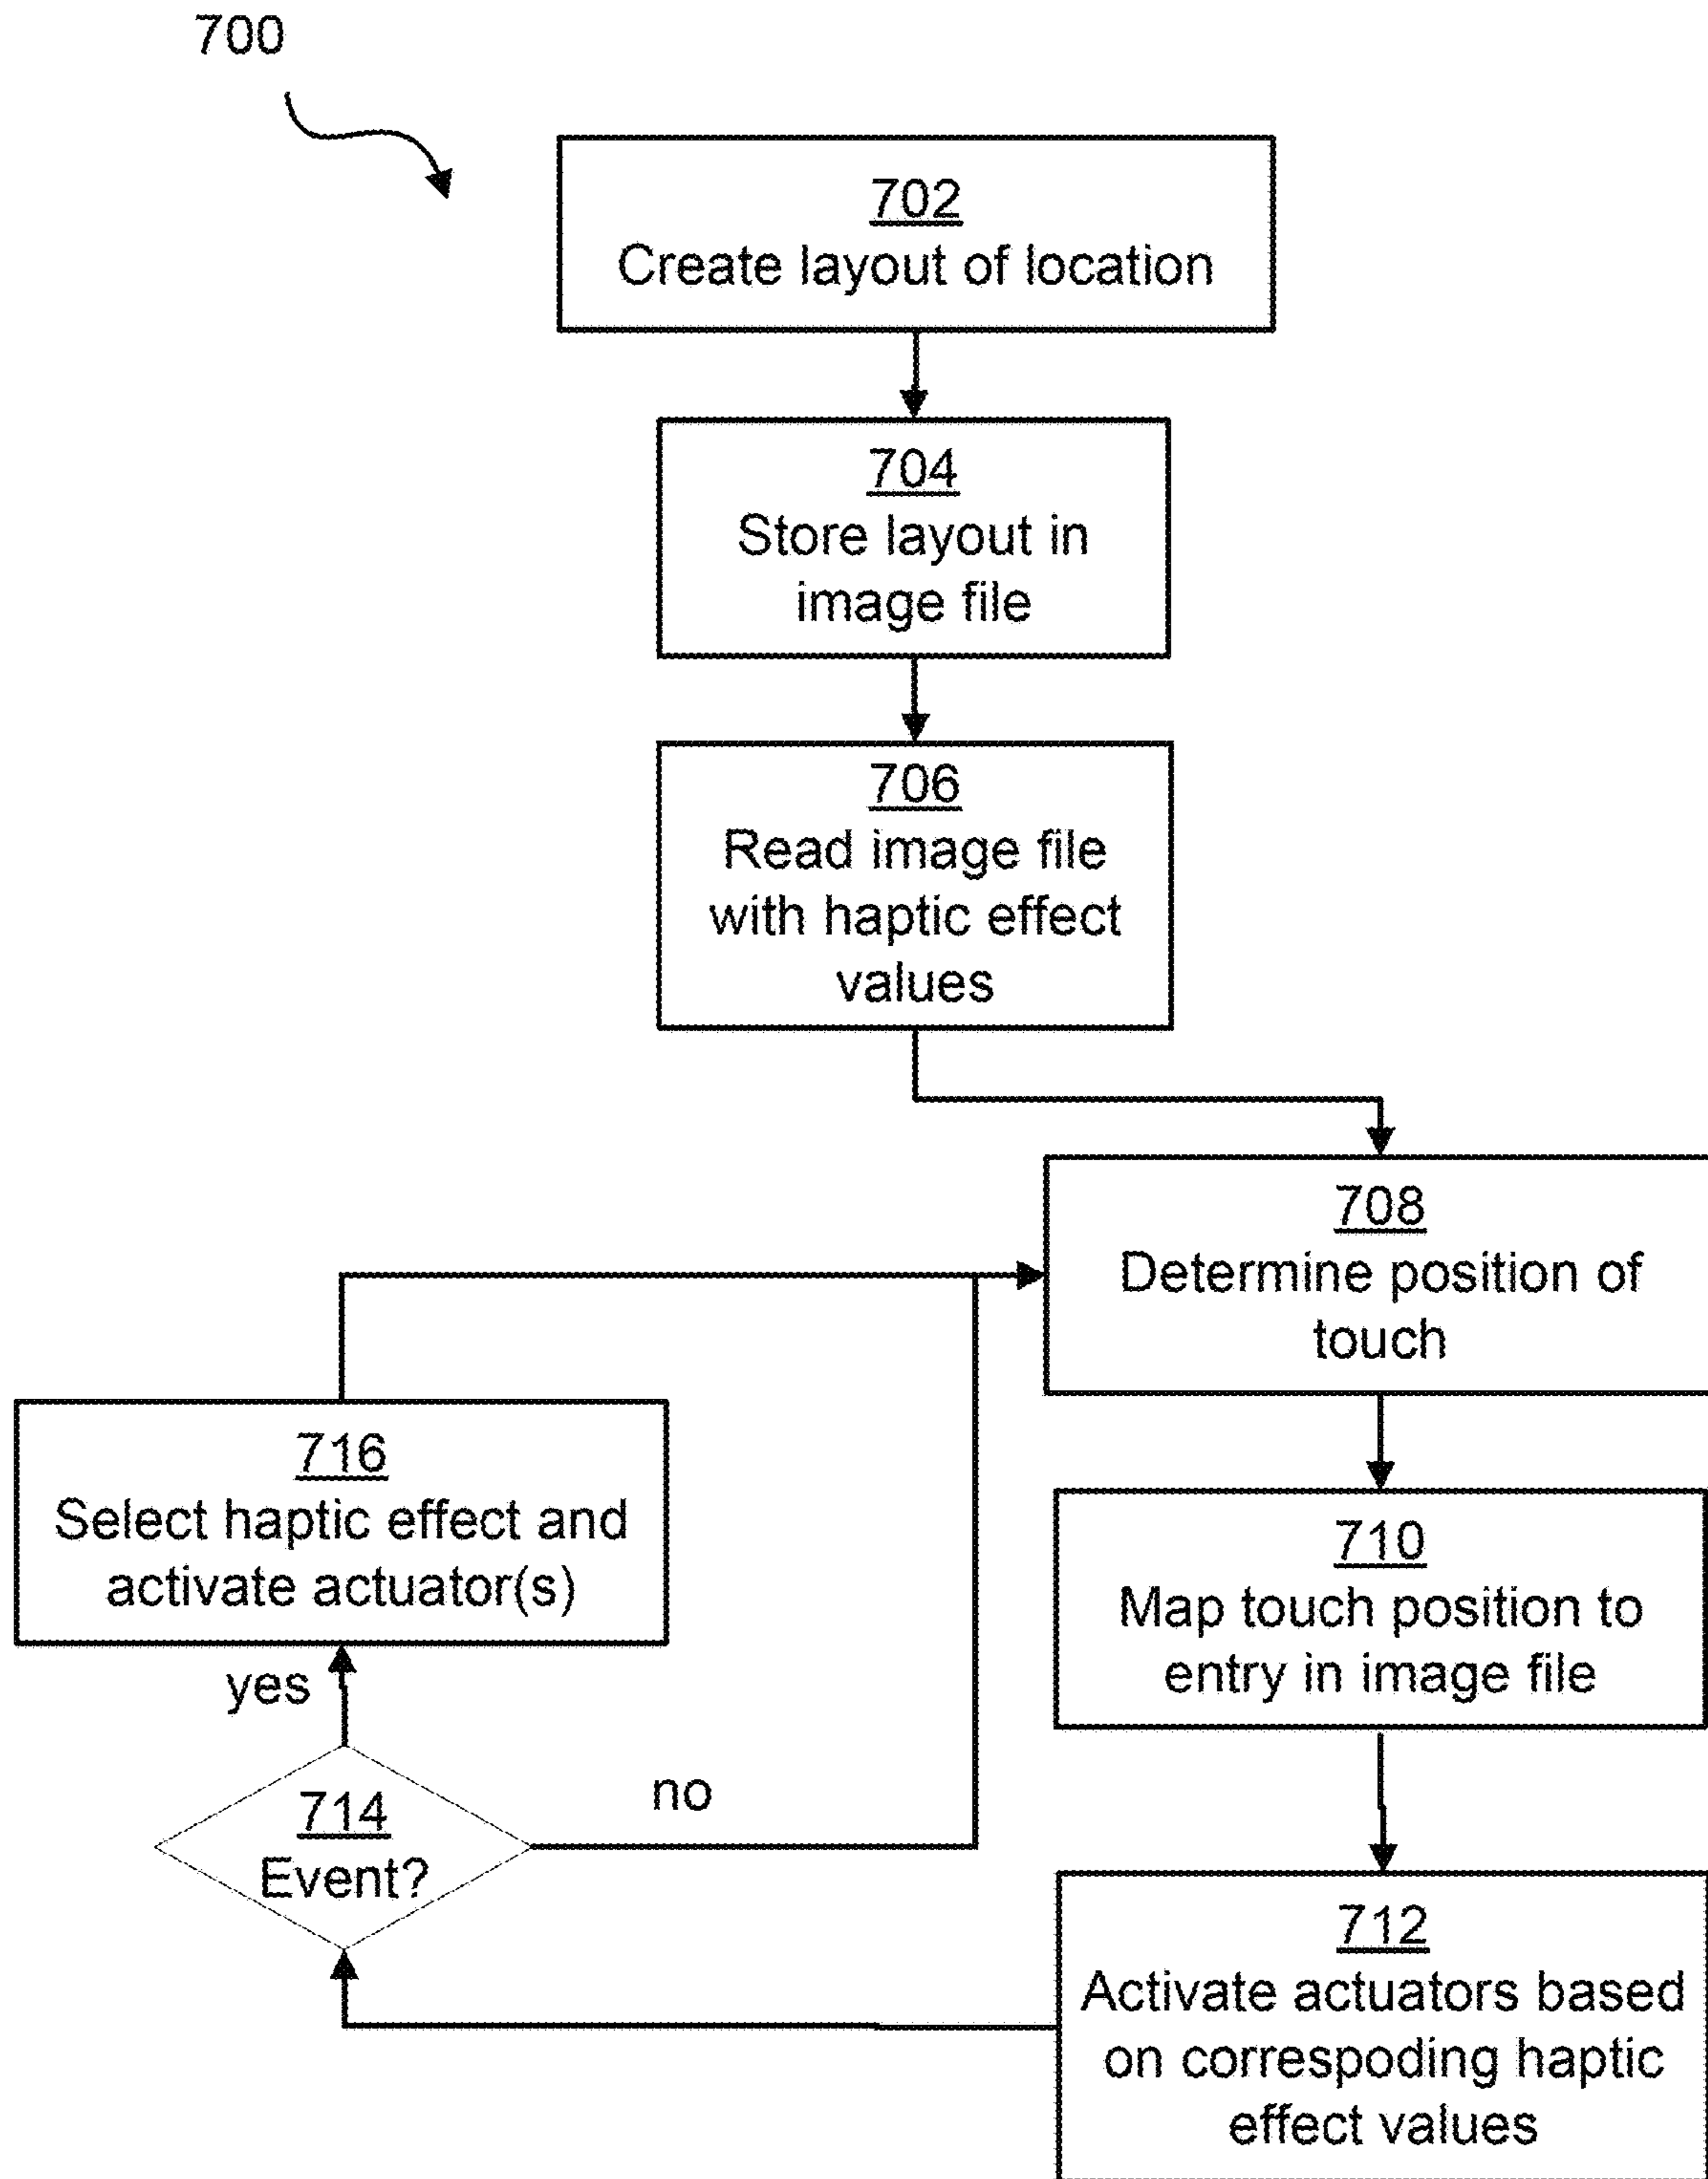 700
702
Create layout of location
704
Store layout in
image file
706
Read image file
with haptic effect
values
708
Determine position of
touch
716
Select haptic effect and
activate actuator(s)
710
Map touch position to
entry in image file
yes
no
714
Event?
712
Activate actuators based
on correspoding haptic
effect values